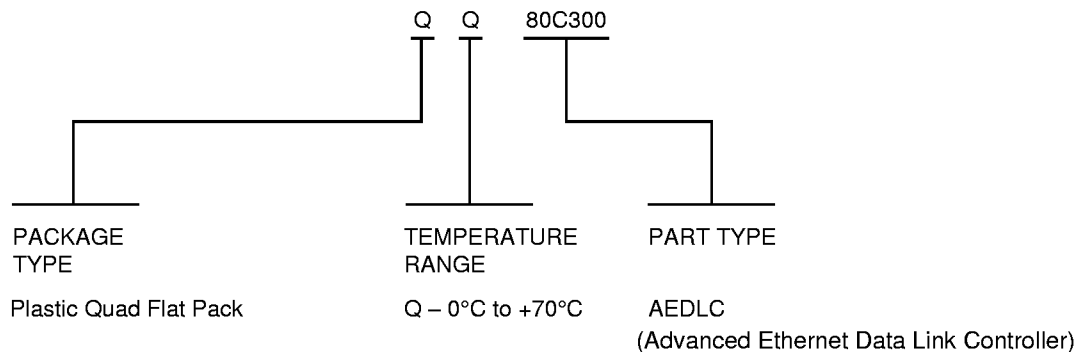 Q Q 80C300
PACKAGE TYPE
TEMPERATURE RANGE
PART TYPE
Plastic Quad Flat Pack
Q – 0°C to +70°C
AEDLC
(Advanced Ethernet Data Link Controller)